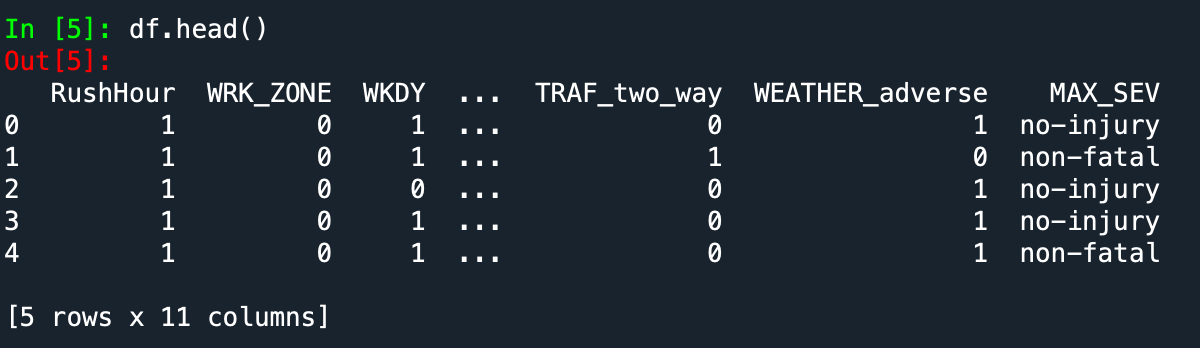 In [5]: df.head()
Out[5]:
   RushHour  WRK_ZONE  WKDY  ...  TRAF_two_way  WEATHER_adverse    MAX_SEV
0         1         0     1  ...             0                1  no-injury
1         1         0     1  ...             1                0  non-fatal
2         1         0     0  ...             0                1  no-injury
3         1         0     1  ...             0                1  no-injury
4         1         0     1  ...             0                1  non-fatal
[5 rows x 11 columns]